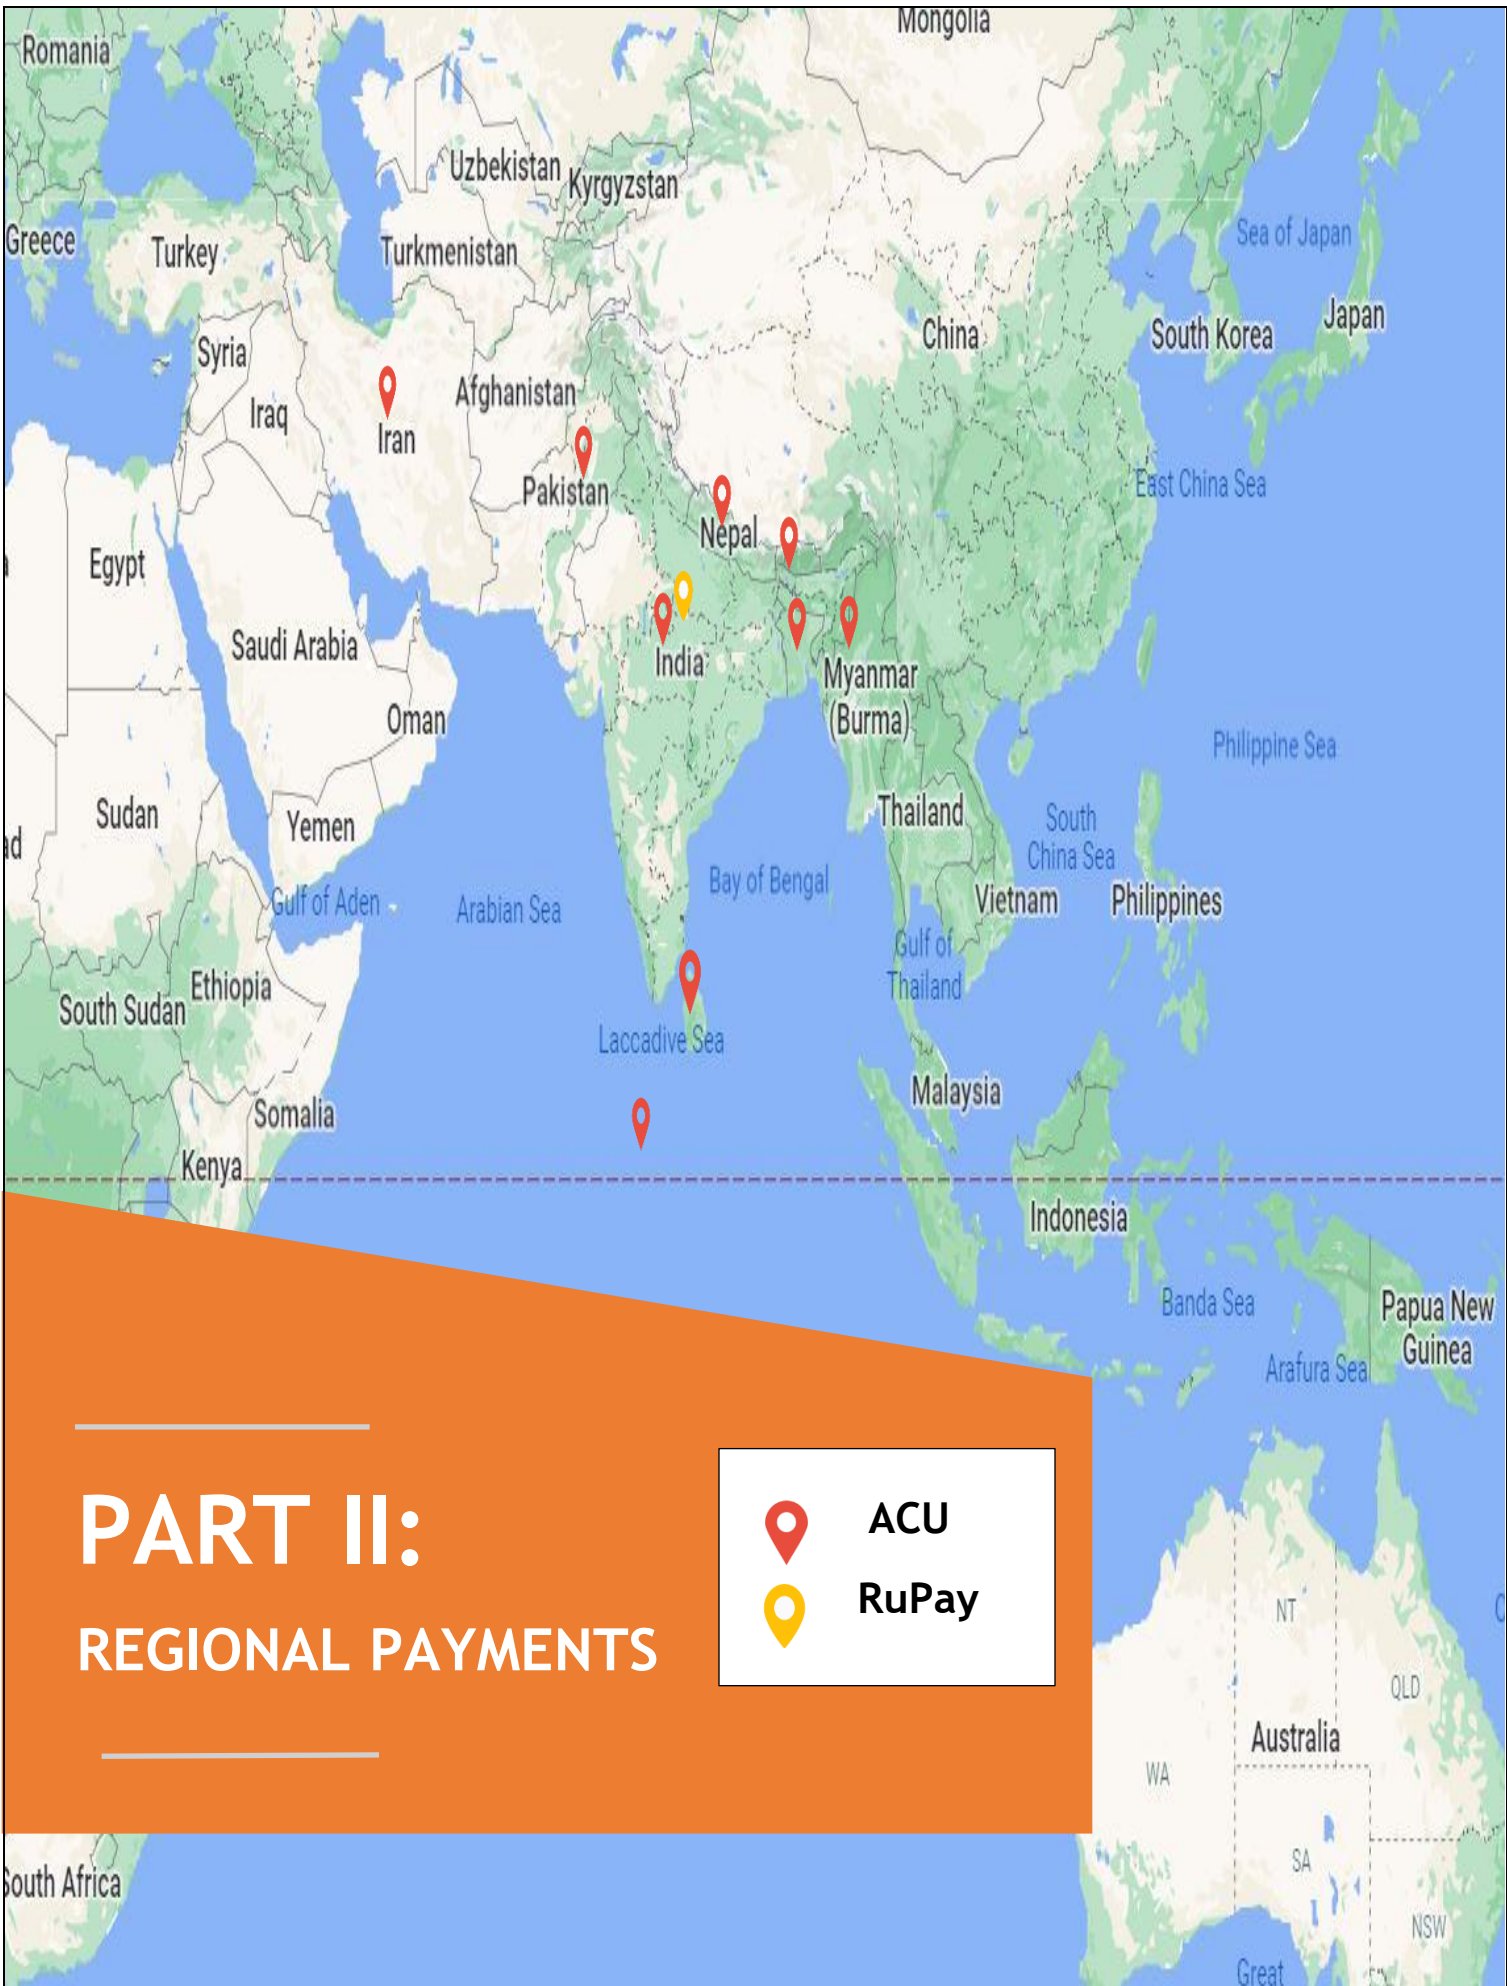 Mongolia
Romania
Uzbekistan
Kyrgyzstan
Greece
Turkey
Turkmenistan
Sea of Japan
Syria
China
South Korea
Japan
Afghanistan
Iraq
Iran
Pakistan
East China Sea
Nepal
Egypt
Saudi Arabia
India
Myanmar
(Burma)
Oman
Philippine Sea
Sudan
Yemen
Thailand
South
China Sea
ad
Gulf of Aden
Arabian Sea
Bay of Bengal
Vietnam
Philippines
Gulf of
Thailand
Ethiopia
South Sudan
Laccadive Sea
Malaysia
Somalia
Kenya
Indonesia
Banda Sea
Papua New
Guinea
Arafura Sea
PART II:
REGIONAL PAYMENTS
ACU
RuPay
NT
QLD
Australia
WA
SA
South Africa
NSW
Great